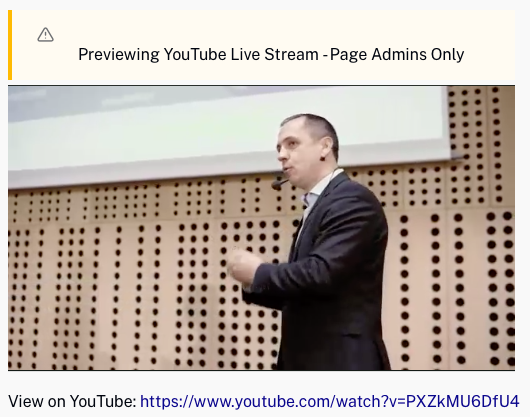 Previewing YouTube Live Stream - Page Admins Only
View on YouTube: https://www.youtube.com/watch?v=PXZkMU6DfU4